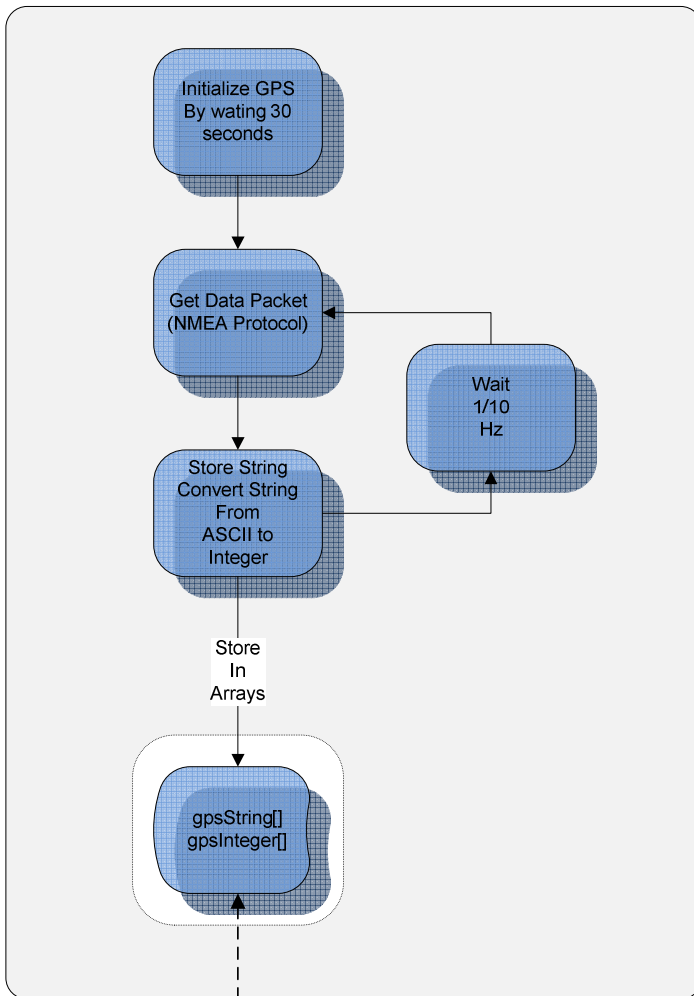 Initialize GPS
By wating 30
seconds
Get Data Packet
(NMEA Protocol)
Wait
1/10
Hz
Store String
Convert String
From
ASCII to
Integer
Store
In
Arrays
gpsString[]
gpsInteger[]